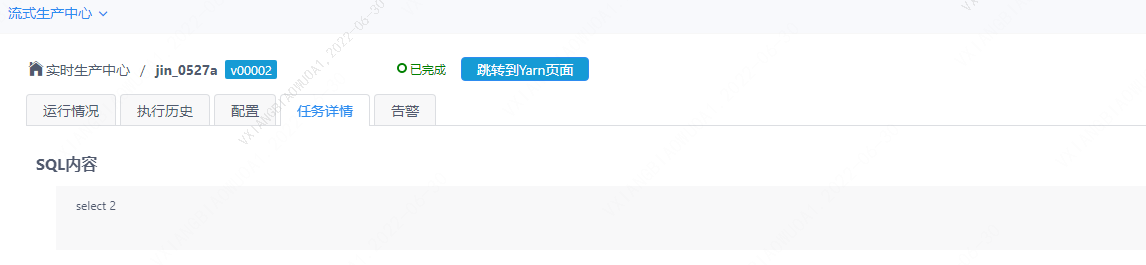 流式生产中心
实时生产中心 / jin_0527a v00002 已完成 跳转到Yarn页面
运行情况 执行历史 配置 任务详情 告警
SQL内容
select 2